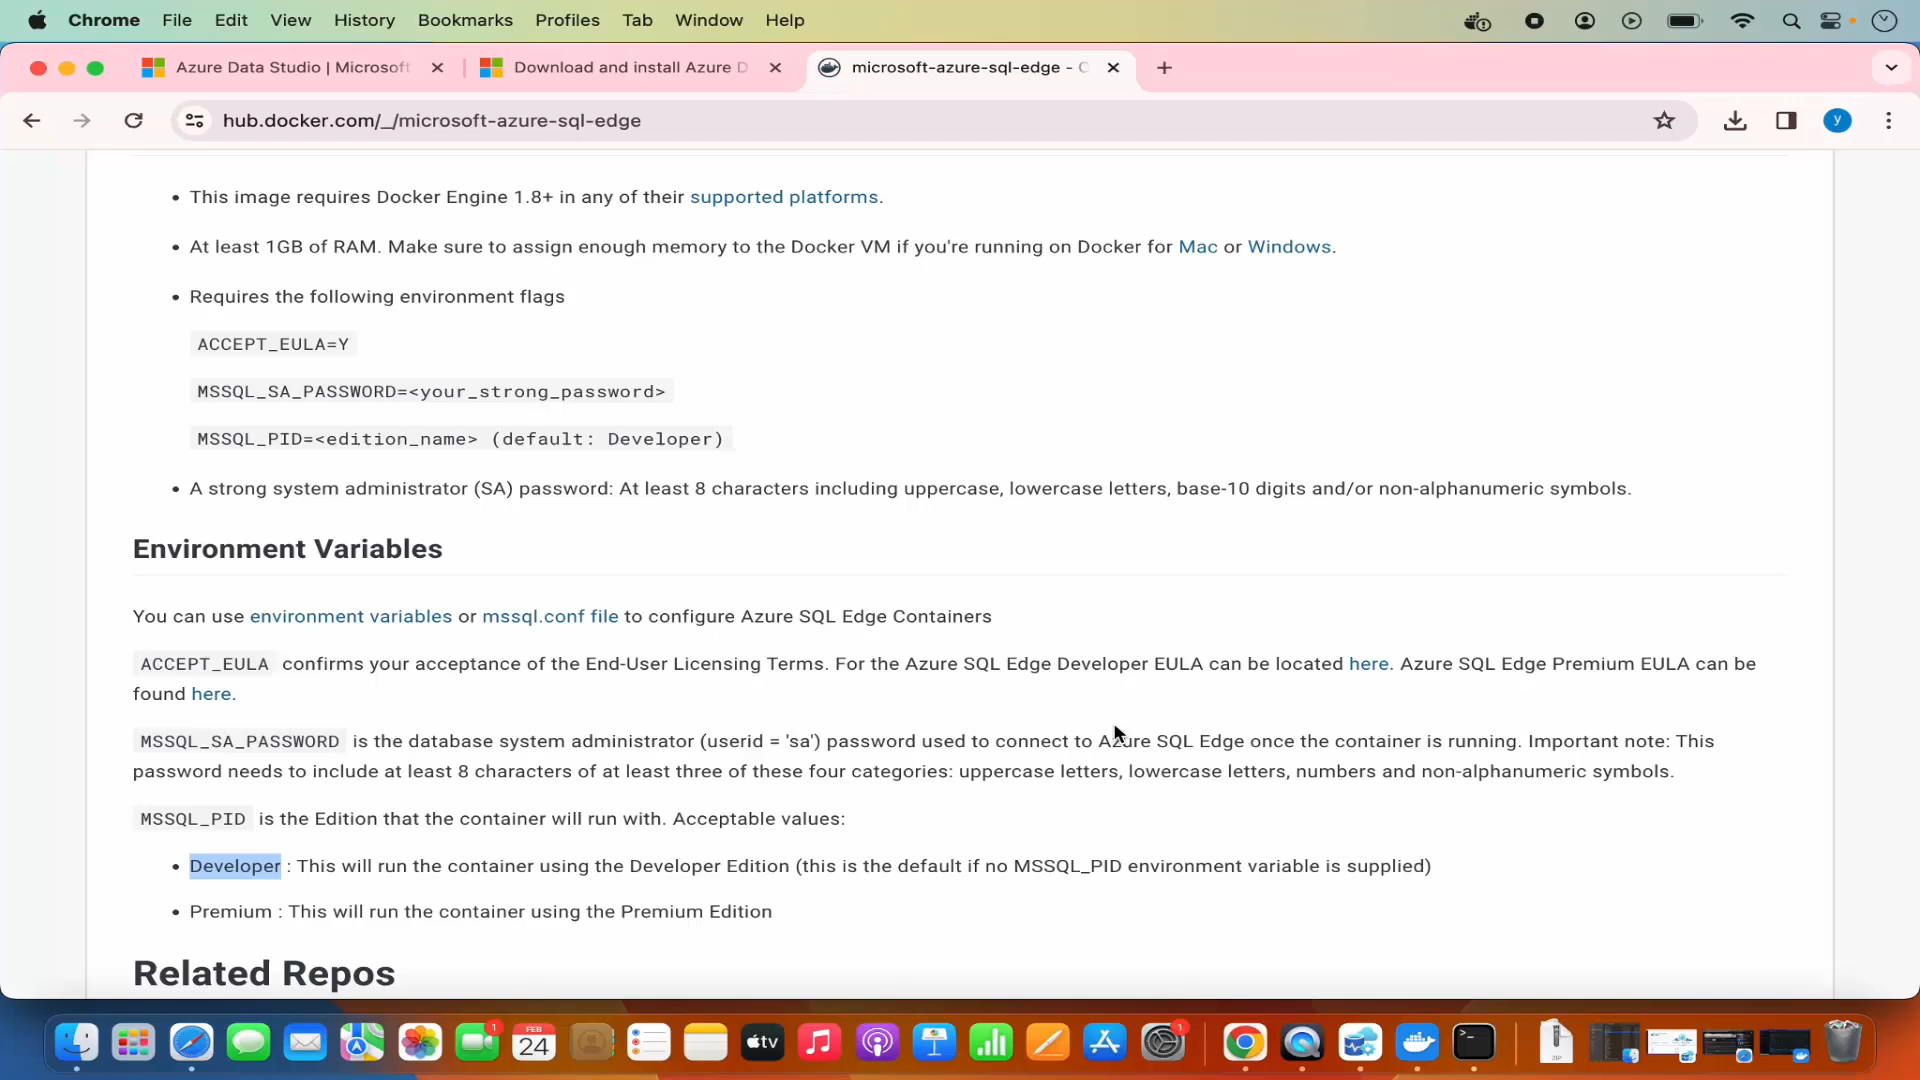 Chrome File Edit View History Bookmarks Profiles Tab Window Help
Azure Data Studio | Microsoft
Download and install Azure D
microsoft-azure-sql-edge - C
hub.docker.com/_/microsoft-azure-sql-edge
y
• This image requires Docker Engine 1.8+ in any of their supported platforms.
• At least 1GB of RAM. Make sure to assign enough memory to the Docker VM if you're running on Docker for Mac or Windows.
• Requires the following environment flags
ACCEPT_EULA=Y
MSSQL_SA_PASSWORD=<your_strong_password>
MSSQL_PID=<edition_name> (default: Developer)
• A strong system administrator (SA) password: At least 8 characters including uppercase, lowercase letters, base-10 digits and/or non-alphanumeric symbols.
Environment Variables
You can use environment variables or mssql.conf file to configure Azure SQL Edge Containers
ACCEPT_EULA confirms your acceptance of the End-User Licensing Terms. For the Azure SQL Edge Developer EULA can be located here. Azure SQL Edge Premium EULA can be
found here.
MSSQL_SA_PASSWORD is the database system administrator (userid = 'sa') password used to connect to Azure SQL Edge once the container is running. Important note: This
password needs to include at least 8 characters of at least three of these four categories: uppercase letters, lowercase letters, numbers and non-alphanumeric symbols.
MSSQL_PID is the Edition that the container will run with. Acceptable values:
• Developer : This will run the container using the Developer Edition (this is the default if no MSSQL_PID environment variable is supplied)
• Premium : This will run the container using the Premium Edition
Related Repos
1
FEB
24
tv
1
ZIP